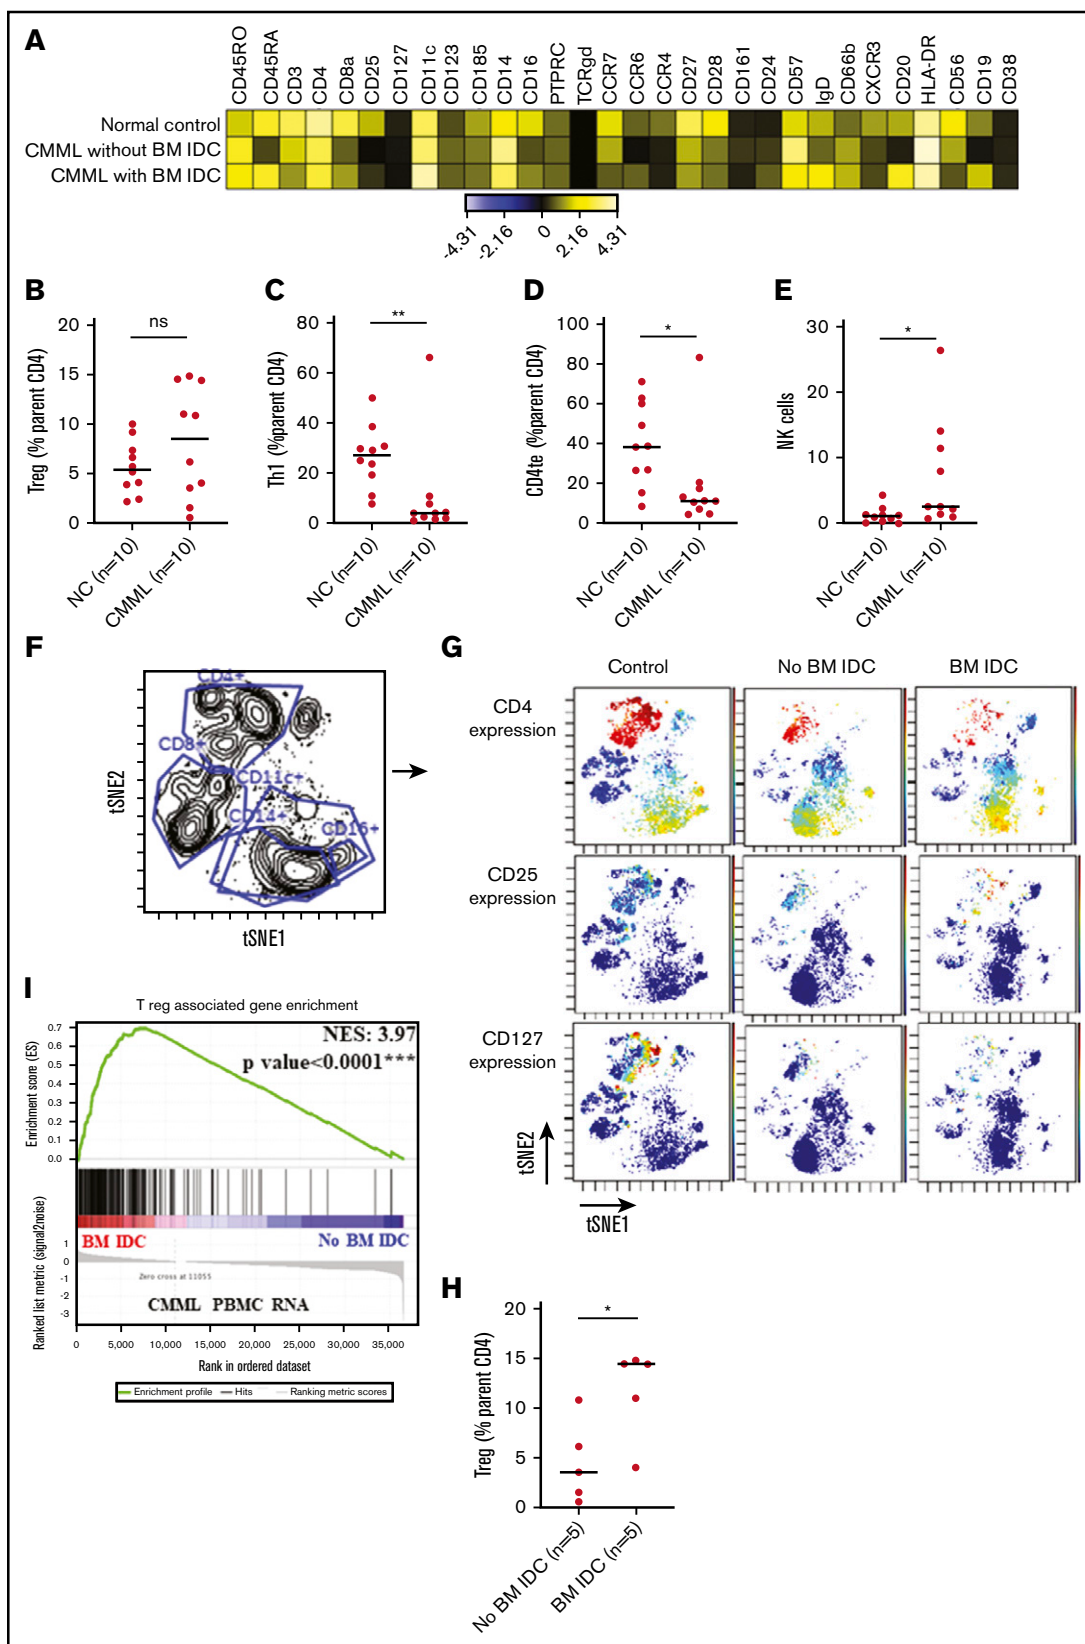 A
CD45RO CD45RA CD3 CD4 CD8a CD25 CD127 CD11c CD123 CD185 CD14 CD16 PTPRC TCRgd CCR7 CCR6 CCR4 CD27 CD28 CD161 CD24 CD57 IgD CD66b CXCR3 CD20 HLA-DR CD56 CD19 CD38
Normal control
CMML without BM IDC
CMML with BM IDC
-4.31 -2.16 0 2.16 4.31
B
Treg (% parent CD4)
20
15
10
5
0
ns
NC (n=10)
CMML (n=10)
C
Th1 (%parent CD4)
80
60
40
20
0
**
NC (n=10)
CMML (n=10)
D
CD4te (%parent CD4)
100
80
60
40
20
0
*
NC (n=10)
CMML (n=10)
E
NK cells
30
20
10
0
*
NC (n=10)
CMML (n=10)
F
CD4+
CD8+
CD11c+
CD14+
CD16+
tSNE2
tSNE1
G
Control No BM IDC BM IDC
CD4
expression
CD25
expression
CD127
expression
tSNE2
tSNE1
I
T reg associated gene enrichment
NES: 3.97
p value<0.0001***
Enrichment score (ES)
0.7
0.6
0.5
0.4
0.3
0.2
0.1
0.0
BM IDC No BM IDC
Ranked list metric (signal2noise)
1
0
-1
-2
-3
Zero cross at 11055
CMML PBMC RNA
0 5,000 10,000 15,000 20,000 25,000 30,000 35,000
Rank in ordered dataset
Enrichment profile Hits Ranking metric scores
H
Treg (% parent CD4)
20
15
10
5
0
*
No BM IDC (n=5)
BM IDC (n=5)